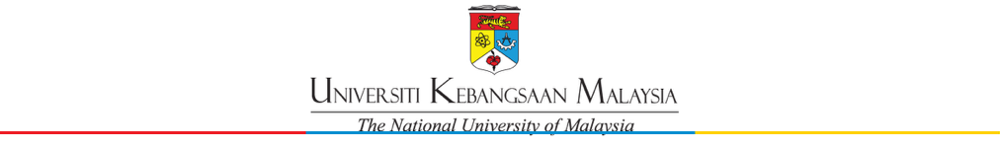 UNIVERSITI KEBANGSAAN MALAYSIA
The National University of Malaysia